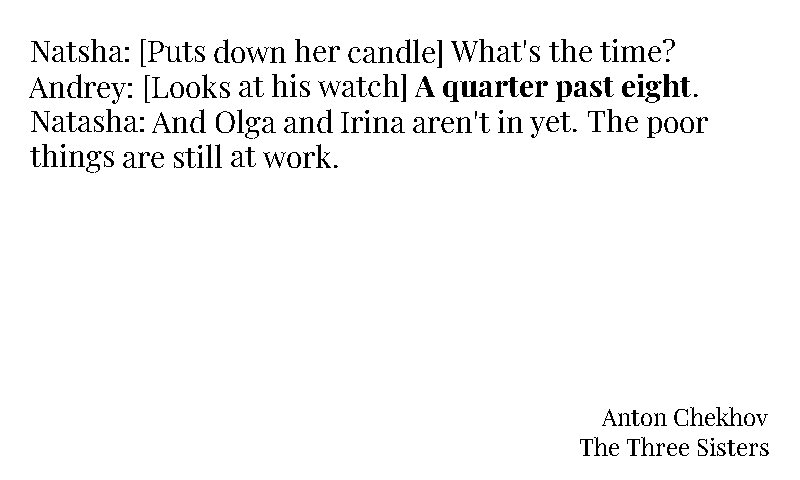 Natsha: [Puts down her candle] What's the time?
Andrey: [Looks at his watch] A quarter past eight.
Natasha: And Olga and Irina aren't in yet. The poor
things are still at work.
Anton Chekhov
The Three Sisters